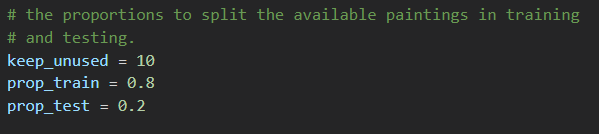 # the proportions to split the available paintings in training
# and testing.
keep_unused = 10
prop_train = 0.8
prop_test = 0.2